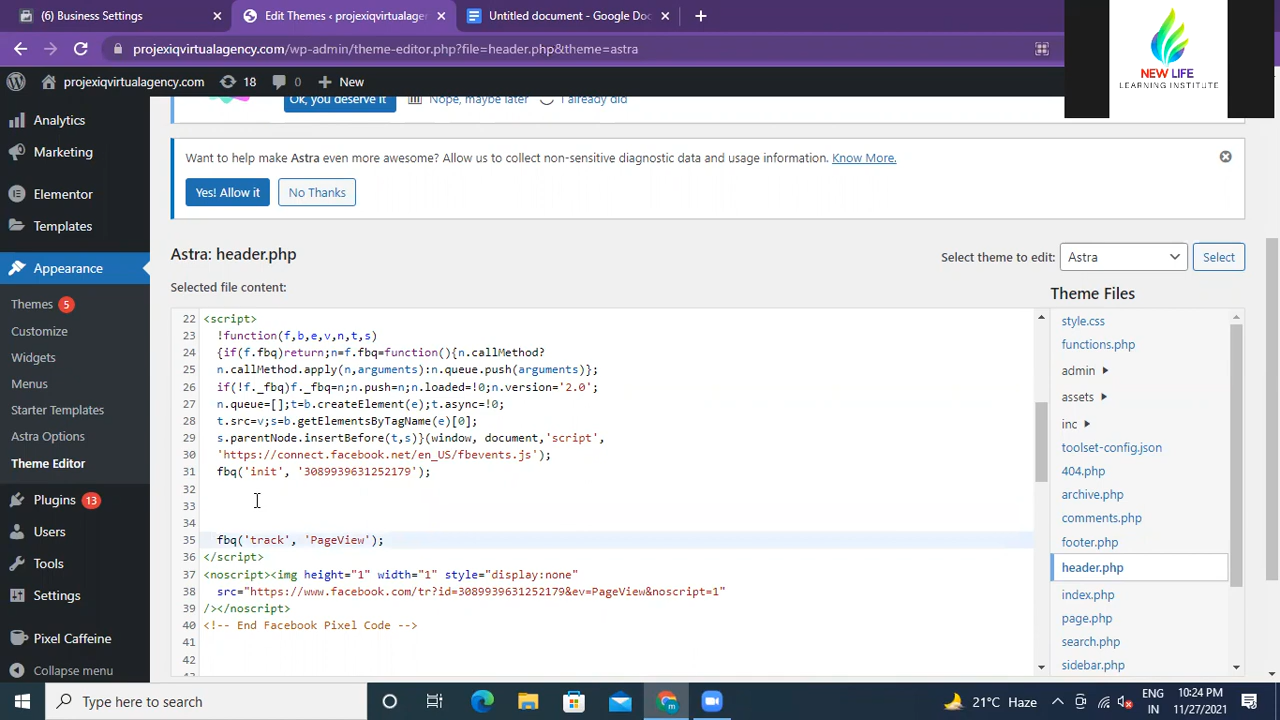 (6) Business Settings
Edit Themes ‹ projexiqvirtualager
Untitled document - Google Doc
projexiqvirtualagency.com/wp-admin/theme-editor.php?file=header.php&theme=astra
NEW LIFE
LEARNING INSTITUTE
projexiqvirtualagency.com
18
0
New
Analytics
Marketing
Elementor
Templates
Appearance
Themes 5
Customize
Widgets
Menus
Starter Templates
Astra Options
Theme Editor
Plugins 13
Users
Tools
Settings
Pixel Caffeine
Collapse menu
Ok, you deserve it
Nope, maybe later
I already did
Want to help make Astra even more awesome? Allow us to collect non-sensitive diagnostic data and usage information. Know More.
Yes! Allow it
No Thanks
Astra: header.php
Select theme to edit:
Astra
Select
Selected file content:
22 <script>
23 !function(f,b,e,v,n,t,s)
24 {if(f.fbq)return;n=f.fbq=function(){n.callMethod?
25 n.callMethod.apply(n,arguments):n.queue.push(arguments)};
26 if(!f._fbq)f._fbq=n;n.push=n;n.loaded=!0;n.version='2.0';
27 n.queue=[];t=b.createElement(e);t.async=!0;
28 t.src=v;s=b.getElementsByTagName(e)[0];
29 s.parentNode.insertBefore(t,s)}(window, document,'script',
30 'https://connect.facebook.net/en_US/fbevents.js');
31 fbq('init', '3089939631252179');
32
33
34
35 fbq('track', 'PageView');
36 </script>
37 <noscript><img height="1" width="1" style="display:none"
38 src="https://www.facebook.com/tr?id=3089939631252179&ev=PageView&noscript=1"
39 /></noscript>
40 <!-- End Facebook Pixel Code -->
41
42
Theme Files
style.css
functions.php
admin
assets
inc
toolset-config.json
404.php
archive.php
comments.php
footer.php
header.php
index.php
page.php
search.php
sidebar.php
Type here to search
21°C Haze
ENG
IN
10:24 PM
11/27/2021